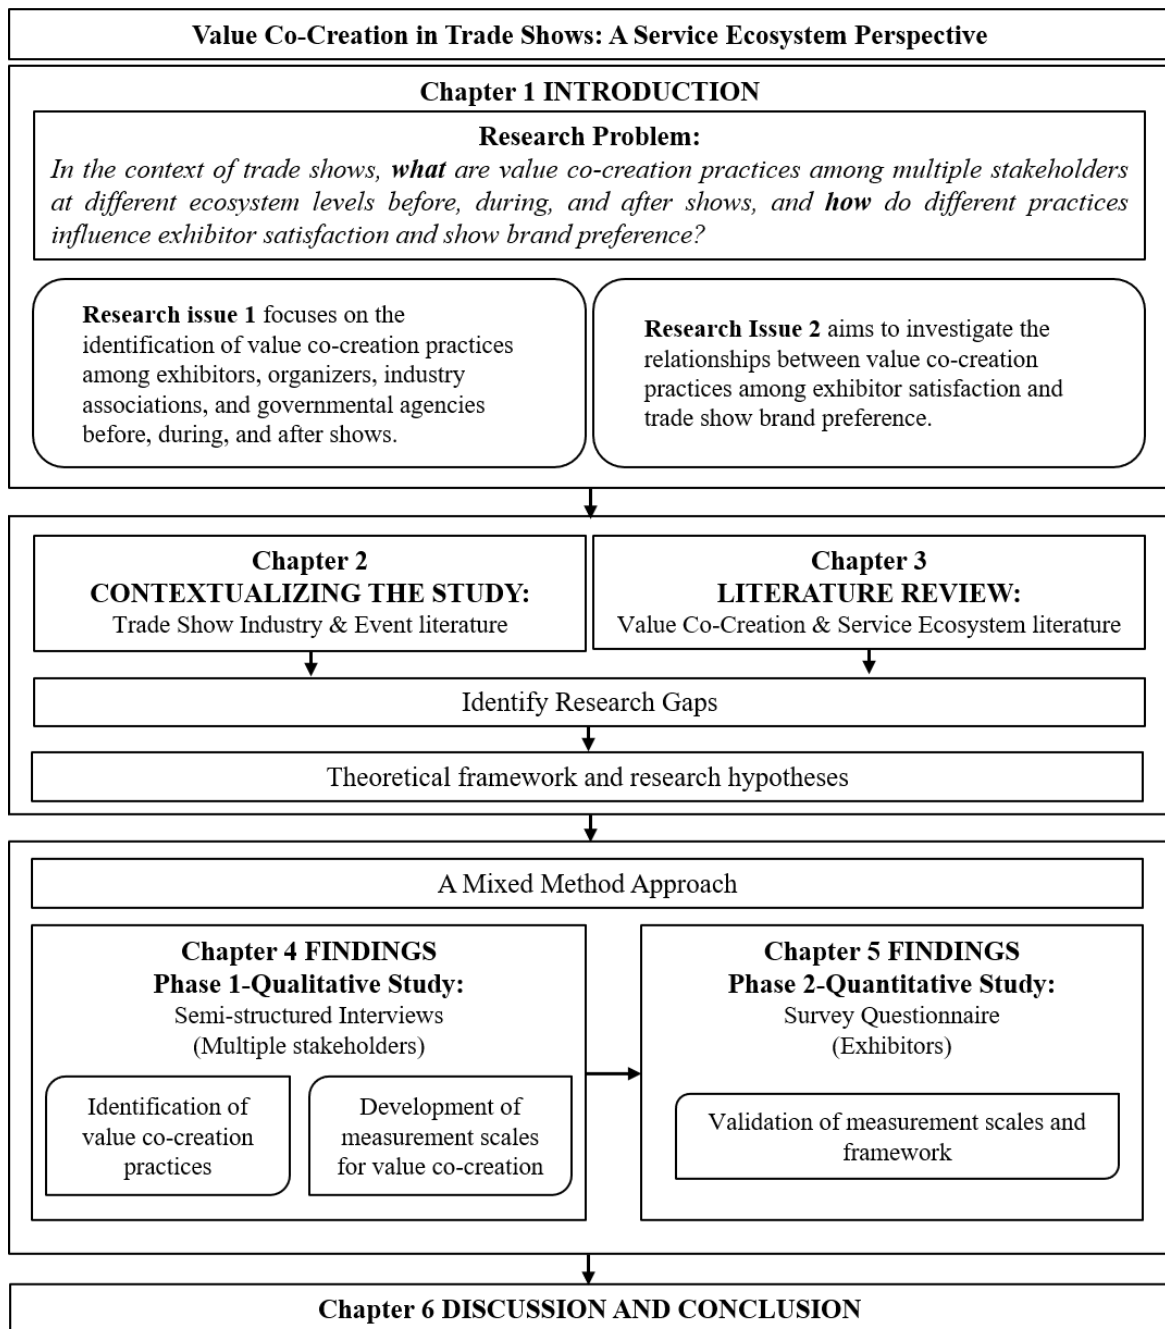 Value Co-Creation in Trade Shows: A Service Ecosystem Perspective
Chapter 1 INTRODUCTION
Research Problem:
In the context of trade shows, what are value co-creation practices among multiple stakeholders
at different ecosystem levels before, during, and after shows, and how do different practices
influence exhibitor satisfaction and show brand preference?
Research issue 1 focuses on the
identification of value co-creation practices
among exhibitors, organizers, industry
associations, and governmental agencies
before, during, and after shows.
Research Issue 2 aims to investigate the
relationships between value co-creation
practices among exhibitor satisfaction and
trade show brand preference.
Chapter 2
CONTEXTUALIZING THE STUDY:
Trade Show Industry & Event literature
Chapter 3
LITERATURE REVIEW:
Value Co-Creation & Service Ecosystem literature
Identify Research Gaps
Theoretical framework and research hypotheses
A Mixed Method Approach
Chapter 4 FINDINGS
Phase 1-Qualitative Study:
Semi-structured Interviews
(Multiple stakeholders)
Identification of
value co-creation
practices
Development of
measurement scales
for value co-creation
Chapter 5 FINDINGS
Phase 2-Quantitative Study:
Survey Questionnaire
(Exhibitors)
Validation of measurement scales and
framework
Chapter 6 DISCUSSION AND CONCLUSION